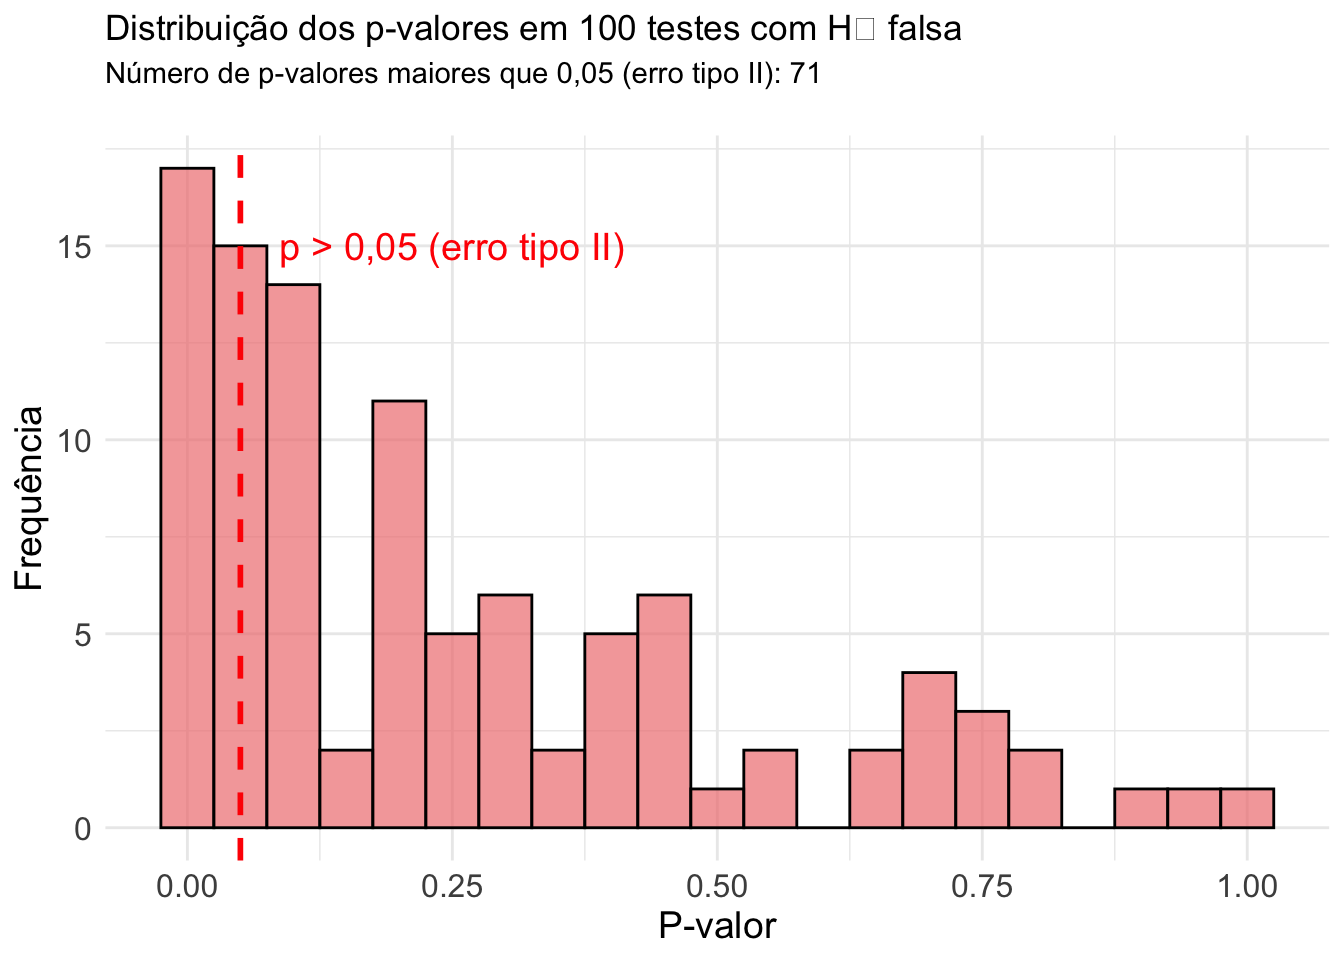 Distribuição dos p-valores em 100 testes com H□ falsa
Número de p-valores maiores que 0,05 (erro tipo II): 71
p > 0,05 (erro tipo II)
Frequência
15
10
5
0
0.00 0.25 0.50 0.75 1.00
P-valor